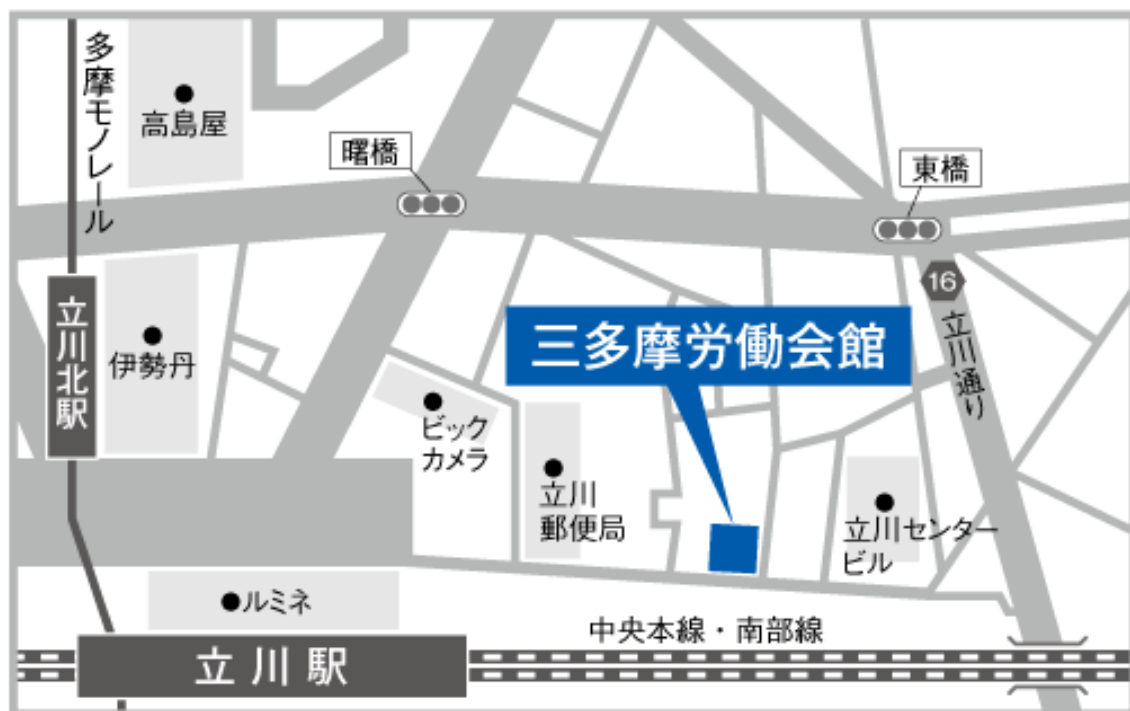 多摩モノレール
高島屋
曙橋
東橋
16
立川通り
立川北駅
伊勢丹
三多摩労働会館
ビック
カメラ
立川
郵便局
立川センター
ビル
ルミネ
中央本線・南部線
立川駅